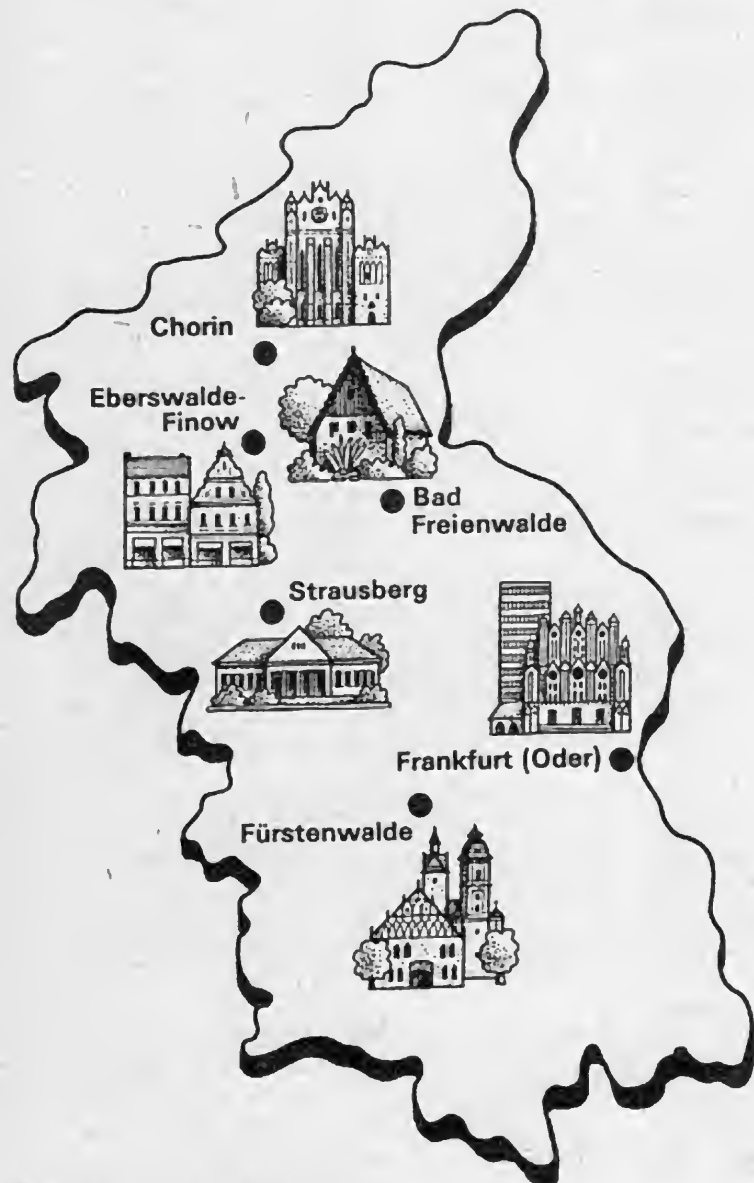 Chorin
Eberswalde-
Finow
Bad
Freienwalde
Strausberg
Frankfurt (Oder)
Fürstenwalde